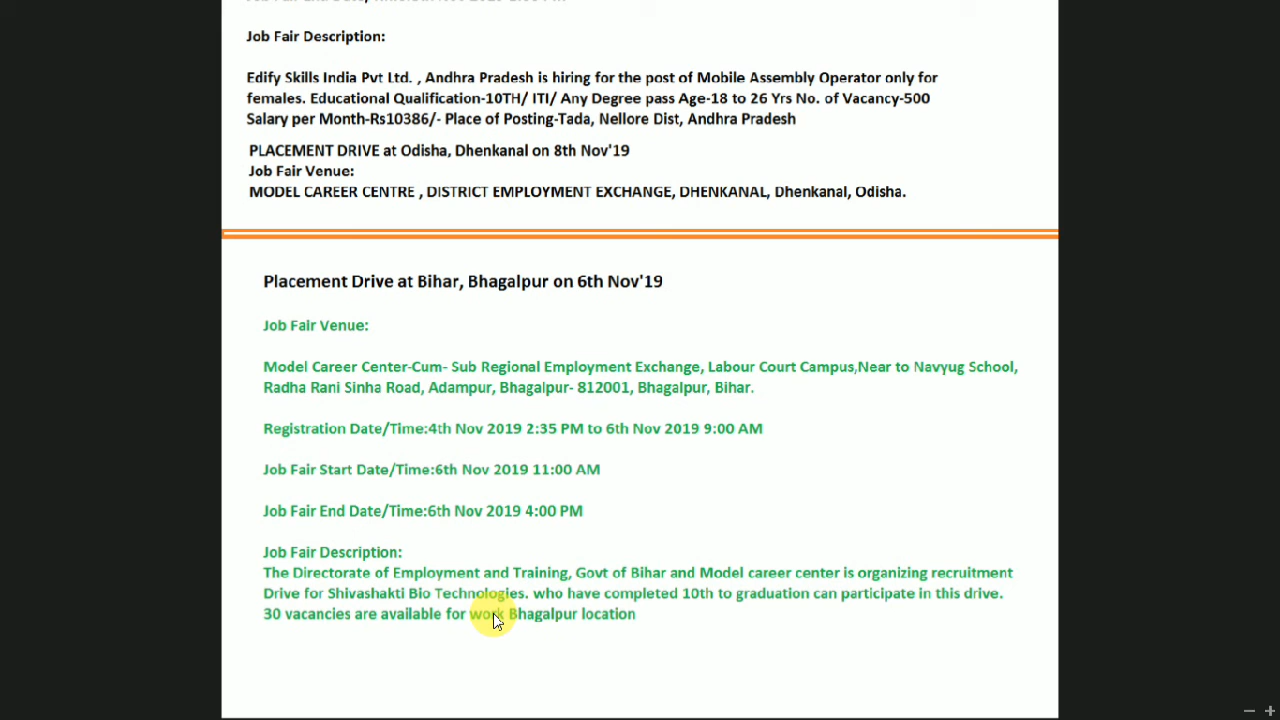 Job Fair Description:
Edify Skills India Pvt Ltd. , Andhra Pradesh is hiring for the post of Mobile Assembly Operator only for
females. Educational Qualification-10TH/ ITI/ Any Degree pass Age-18 to 26 Yrs No. of Vacancy-500
Salary per Month-Rs10386/- Place of Posting-Tada, Nellore Dist, Andhra Pradesh
PLACEMENT DRIVE at Odisha, Dhenkanal on 8th Nov'19
Job Fair Venue:
MODEL CAREER CENTRE , DISTRICT EMPLOYMENT EXCHANGE, DHENKANAL, Dhenkanal, Odisha.
Placement Drive at Bihar, Bhagalpur on 6th Nov'19
Job Fair Venue:
Model Career Center-Cum- Sub Regional Employment Exchange, Labour Court Campus,Near to Navyug School,
Radha Rani Sinha Road, Adampur, Bhagalpur- 812001, Bhagalpur, Bihar.
Registration Date/Time:4th Nov 2019 2:35 PM to 6th Nov 2019 9:00 AM
Job Fair Start Date/Time:6th Nov 2019 11:00 AM
Job Fair End Date/Time:6th Nov 2019 4:00 PM
Job Fair Description:
The Directorate of Employment and Training, Govt of Bihar and Model career center is organizing recruitment
Drive for Shivashakti Bio Technologies. who have completed 10th to graduation can participate in this drive.
30 vacancies are available for work Bhagalpur location